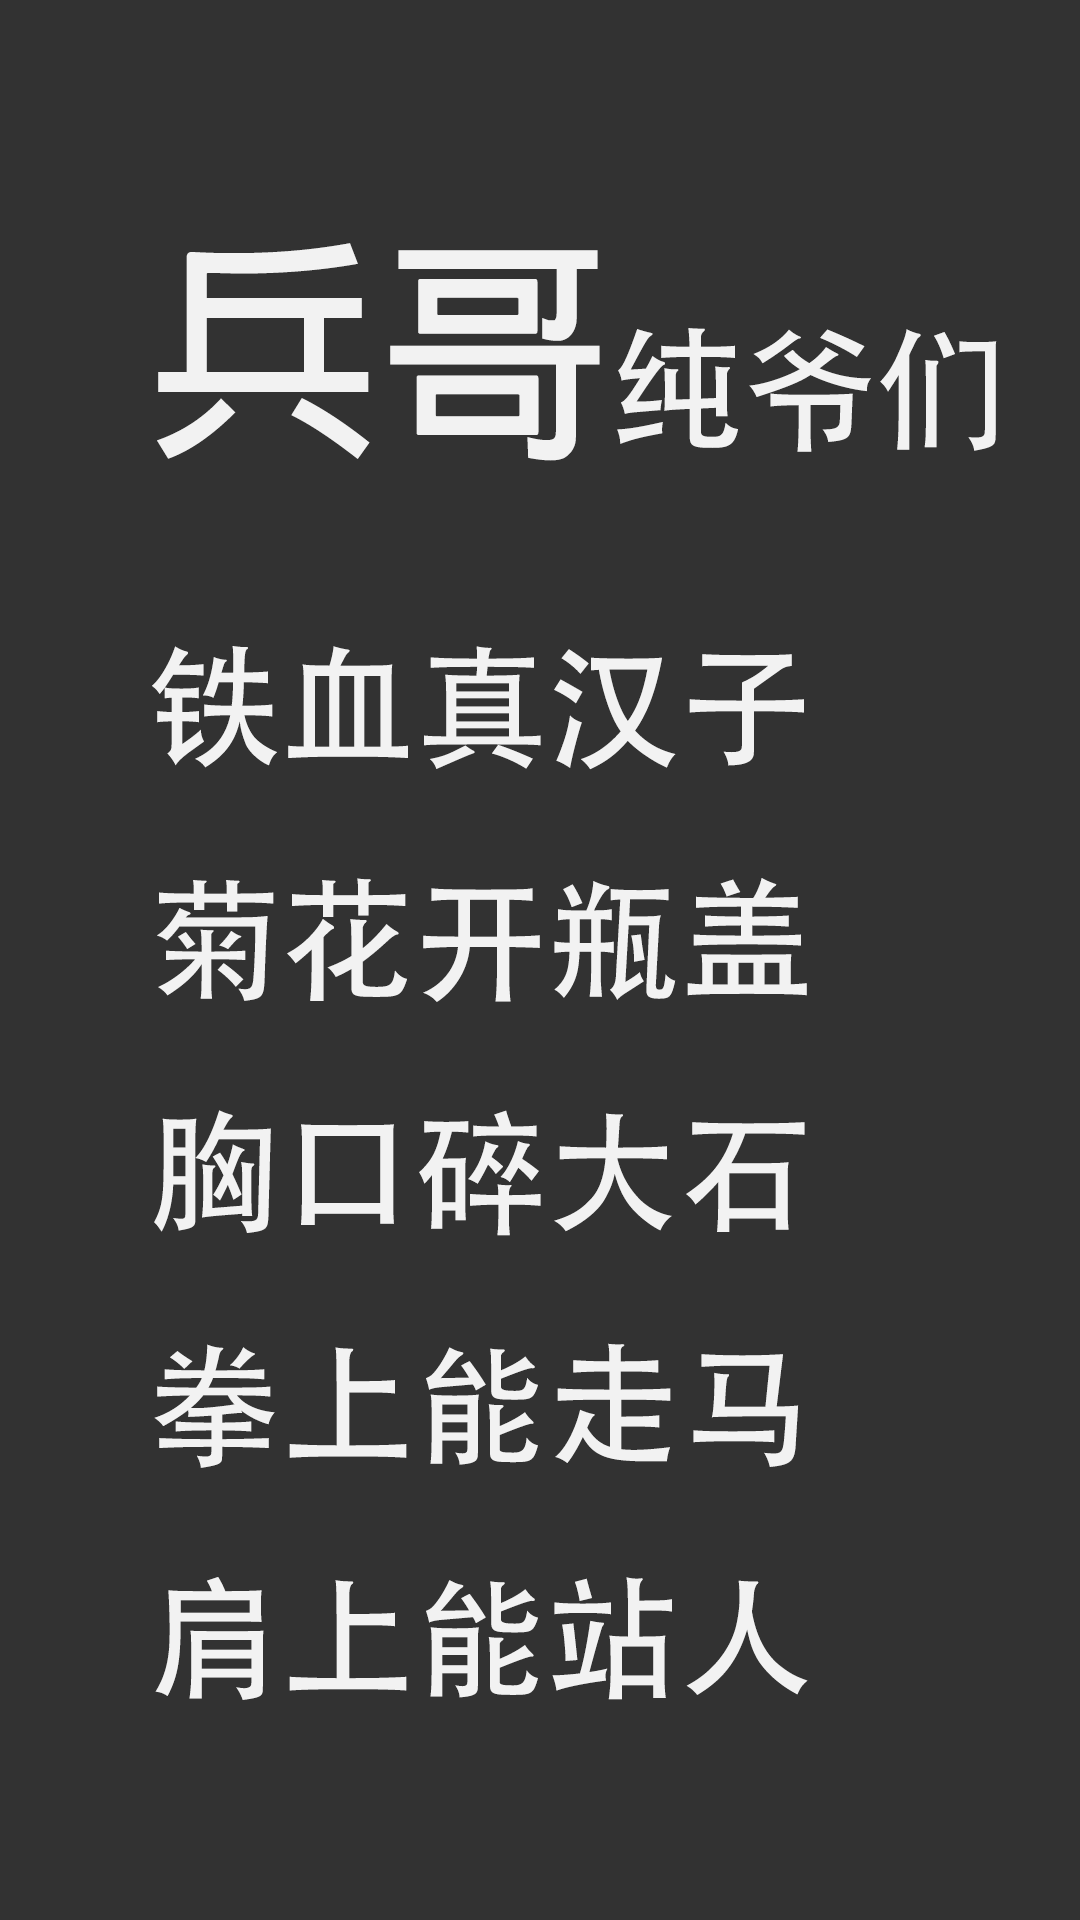 兵哥纯爷们
铁血真汉子
菊花开瓶盖
胸口碎大石
拳上能走马
肩上能站人